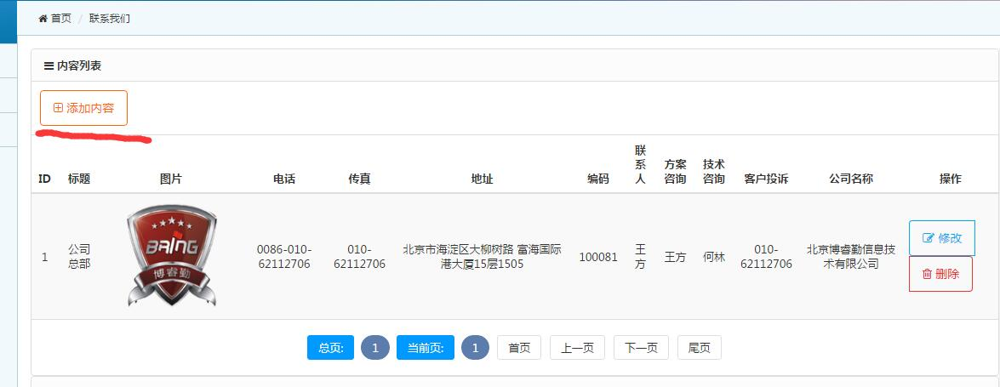 首页 / 联系我们
内容列表
添加内容
ID 标题 图片 电话 传真 地址 编码 联系人 方案咨询 技术咨询 客户投诉 公司名称 操作
1
公司
总部
BRING
博睿勤
0086-010-
62112706
010-
62112706
北京市海淀区大柳树路 富海国际
港大厦15层1505
100081
王
方
王方
何林
010-
62112706
北京博睿勤信息技
术有限公司
修改
删除
总页: 1 当前页: 1 首页 上一页 下一页 尾页